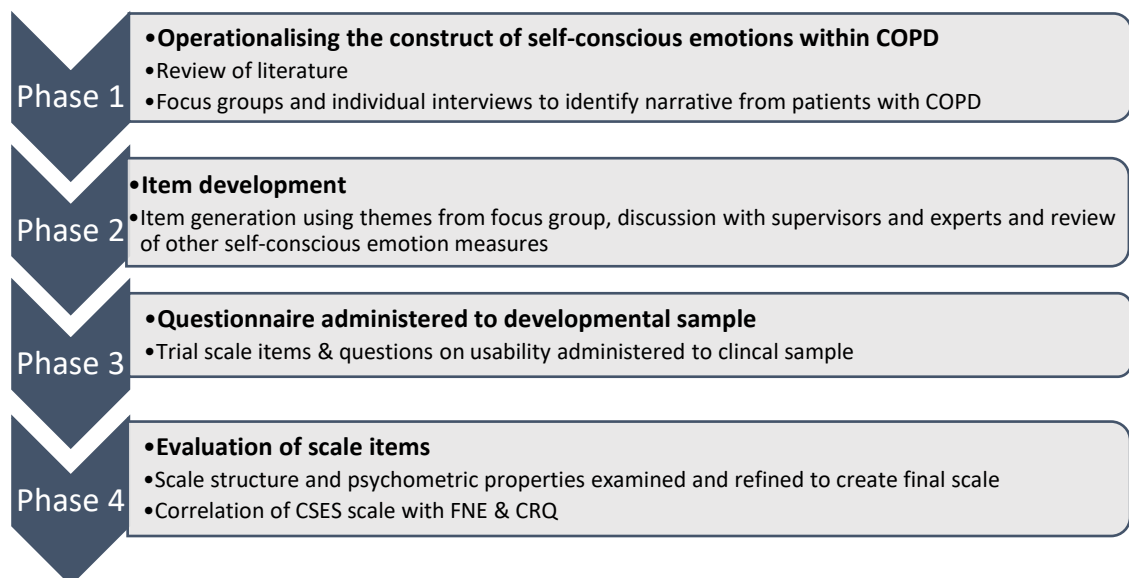 Phase 1
•Operationalising the construct of self-conscious emotions within COPD
•Review of literature
•Focus groups and individual interviews to identify narrative from patients with COPD
Phase 2
•Item development
•Item generation using themes from focus group, discussion with supervisors and experts and review
of other self-conscious emotion measures
Phase 3
•Questionnaire administered to developmental sample
•Trial scale items & questions on usability administered to clincal sample
Phase 4
•Evaluation of scale items
•Scale structure and psychometric properties examined and refined to create final scale
•Correlation of CSES scale with FNE & CRQ